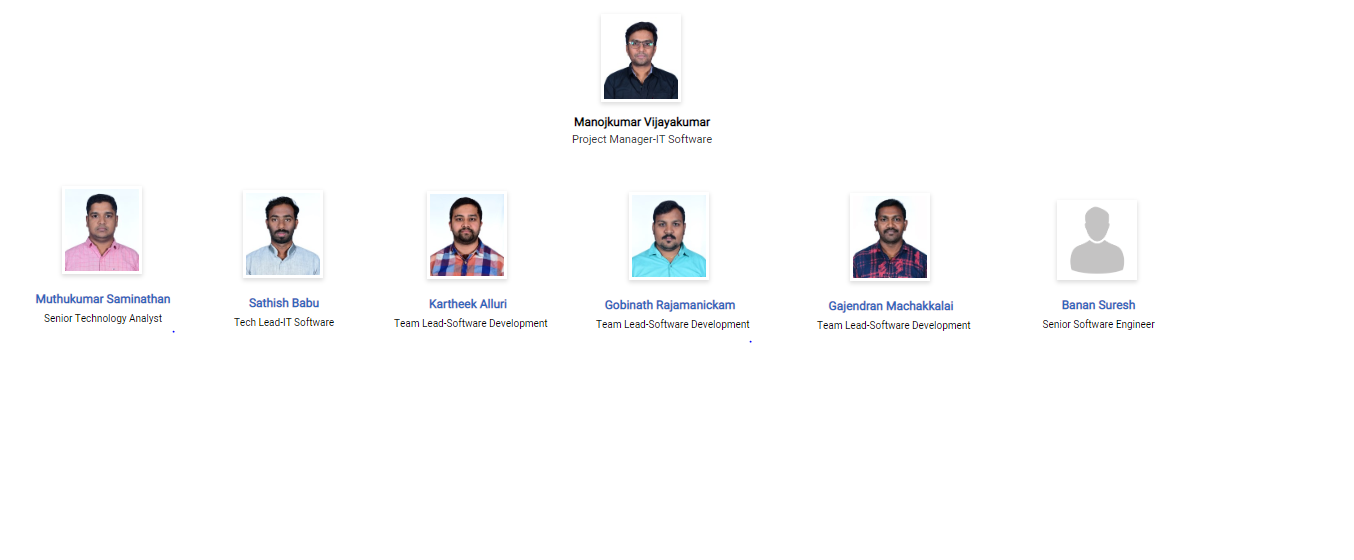 Manojkumar Vijayakumar
Project Manager-IT Software
Muthukumar Saminathan
Senior Technology Analyst
Sathish Babu
Tech Lead-IT Software
Kartheek Alluri
Team Lead-Software Development
Gobinath Rajamanickam
Team Lead-Software Development
Gajendran Machakkalai
Team Lead-Software Development
Banan Suresh
Senior Software Engineer